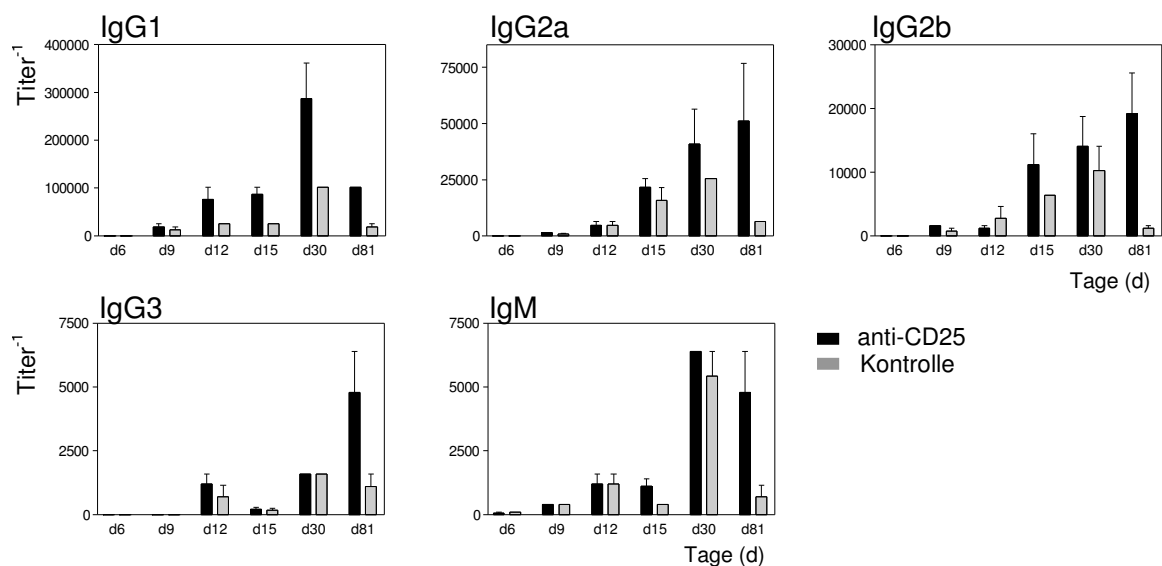 IgG1
Titer-1
400000
300000
200000
100000
0
d6 d9 d12 d15 d30 d81
IgG2a
75000
50000
25000
0
d6 d9 d12 d15 d30 d81
IgG2b
30000
20000
10000
0
d6 d9 d12 d15 d30 d81
Tage (d)
IgG3
Titer-1
7500
5000
2500
0
d6 d9 d12 d15 d30 d81
IgM
7500
5000
2500
0
d6 d9 d12 d15 d30 d81
Tage (d)
anti-CD25
Kontrolle